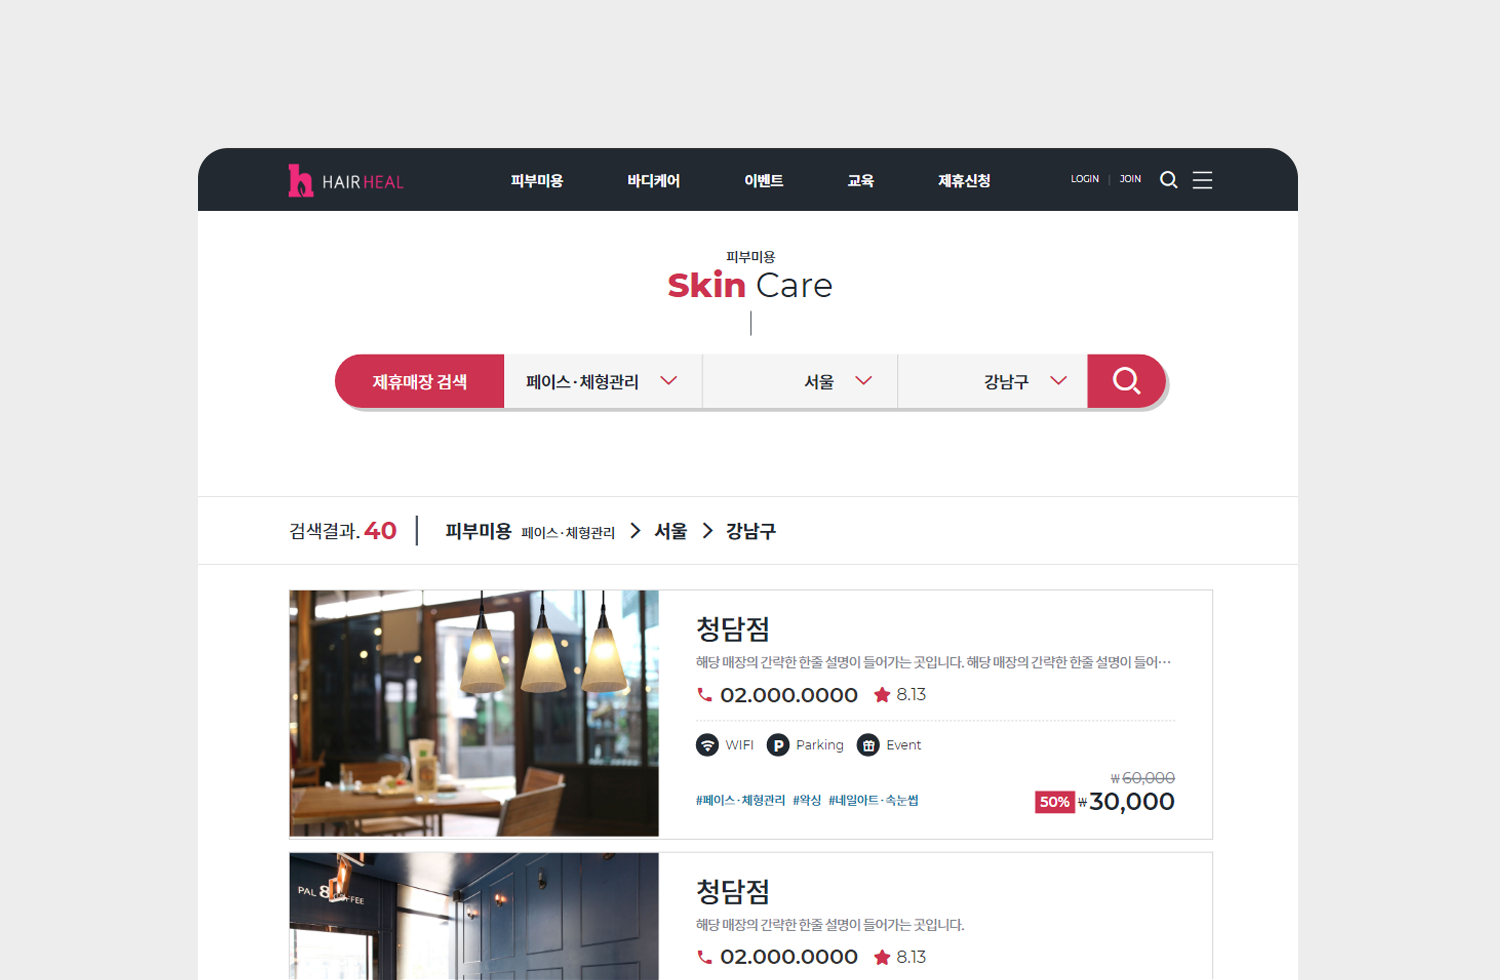 h HAIRHEAL 피부미용 바디케어 이벤트 교육 제휴신청 LOGIN | JOIN
피부미용
Skin Care
제휴매장 검색 페이스·체형관리 서울 강남구
검색결과. 40 피부미용 페이스·체형관리 > 서울 > 강남구
청담점
해당 매장의 간략한 한줄 설명이 들어가는 곳입니다. 해당 매장의 간략한 한줄 설명이 들어···
02.000.0000 8.13
WIFI P Parking Event
₩60,000
#페이스·체형관리 #왁싱 #네일아트·속눈썹 50% ₩30,000
PAL 8 COFFEE
청담점
해당 매장의 간략한 한줄 설명이 들어가는 곳입니다.
02.000.0000 8.13